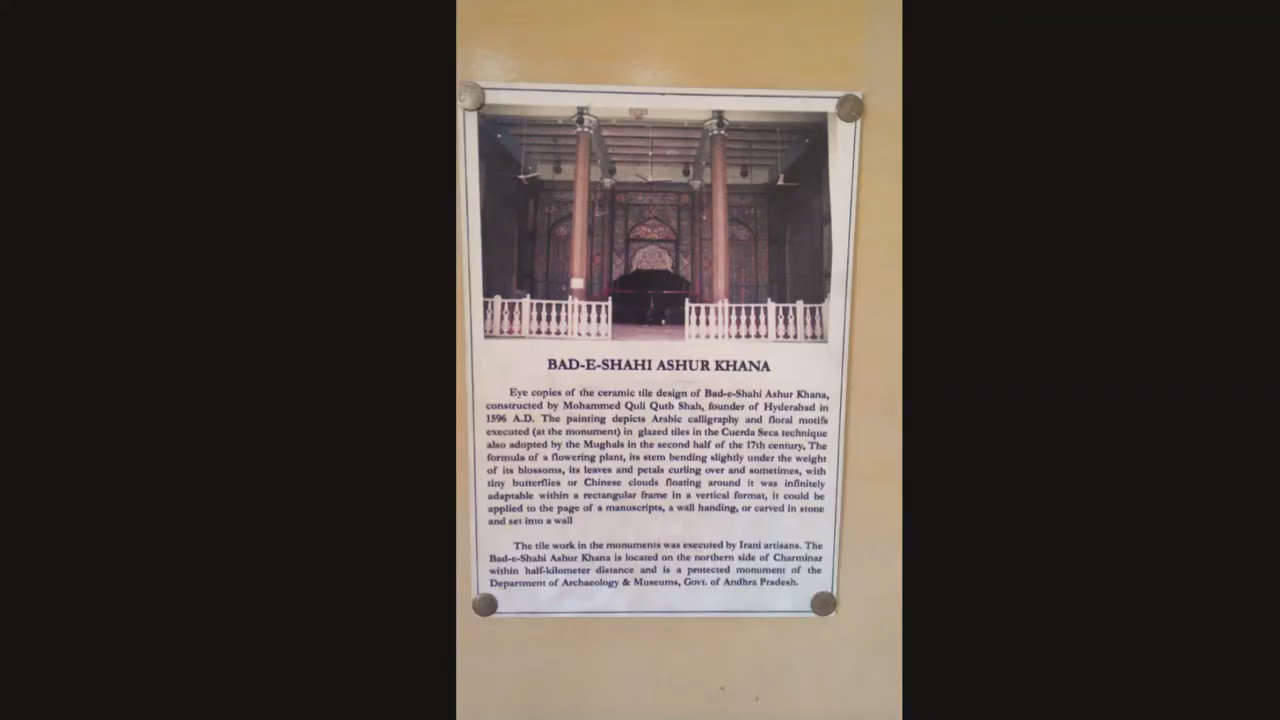 BAD-E-SHAHI ASHUR KHANA
Eye copies of the ceramic tile design of Bad-e-Shahi Ashur Khana,
constructed by Mohammed Quli Qutb Shah, founder of Hyderabad in
1596 A.D. The painting depicts Arabic calligraphy and floral motifs
executed (at the monument) in glazed tiles in the Cuerda Seca technique
also adopted by the Mughals in the second half of the 17th century, The
formula of a flowering plant, its stem bending slightly under the weight
of its blossoms, its leaves and petals curling over and sometimes, with
tiny butterflies or Chinese clouds floating around it was infinitely
adaptable within a rectangular frame in a vertical format, it could be
applied to the page of a manuscripts, a wall handing, or carved in stone
and set into a wall
The tile work in the monuments was executed by Irani artisans. The
Bad-e-Shahi Ashur Khana is located on the northern side of Charminar
within half-kilometer distance and is a protected monument of the
Department of Archaeology & Museums, Govt. of Andhra Pradesh.